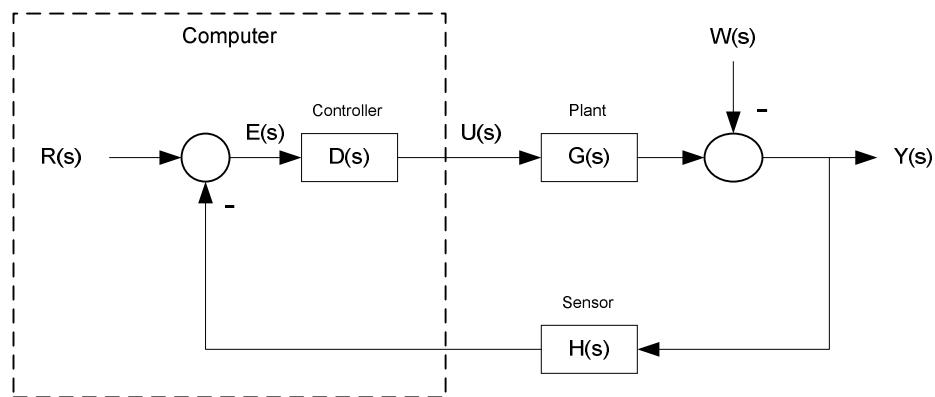 Computer
W(s)
Controller
Plant
E(s)
U(s)
R(s)
D(s)
G(s)
Y(s)
-
-
Sensor
H(s)